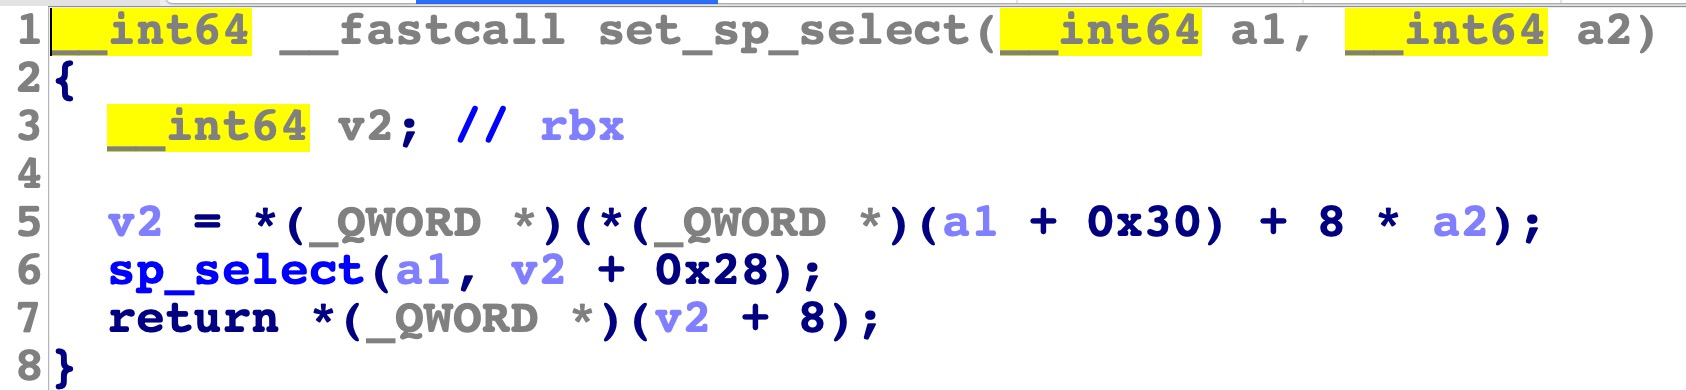 1 __int64 __fastcall set_sp_select(__int64 a1, __int64 a2)
2 {
3   __int64 v2; // rbx
4
5   v2 = *(_QWORD *)(*(_QWORD *)(a1 + 0x30) + 8 * a2);
6   sp_select(a1, v2 + 0x28);
7   return *(_QWORD *)(v2 + 8);
8 }